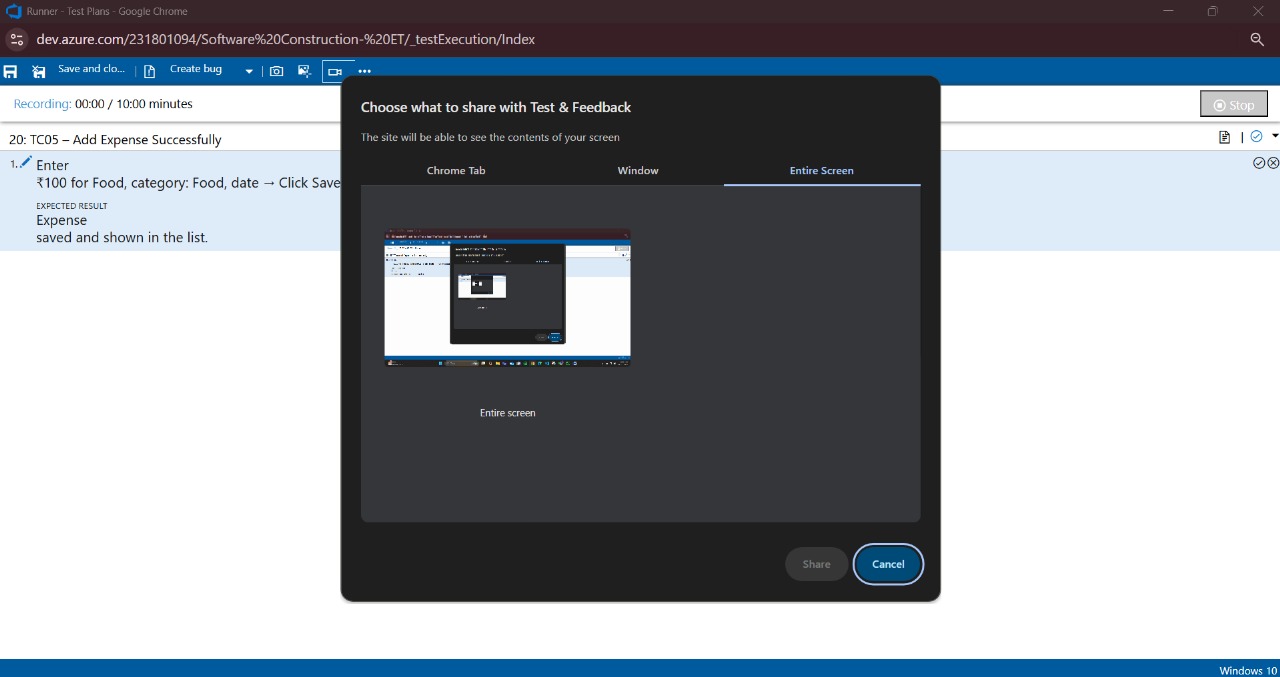 Runner - Test Plans - Google Chrome
dev.azure.com/231801094/Software%20Construction-%20ET/_testExecution/Index
Save and clo... Create bug
Recording: 00:00 / 10:00 minutes
Stop
20: TC05 – Add Expense Successfully
1. Enter
₹100 for Food, category: Food, date → Click Save
EXPECTED RESULT
Expense
saved and shown in the list.
Choose what to share with Test & Feedback
The site will be able to see the contents of your screen
Chrome Tab Window Entire Screen
Entire screen
Share Cancel
Windows 10